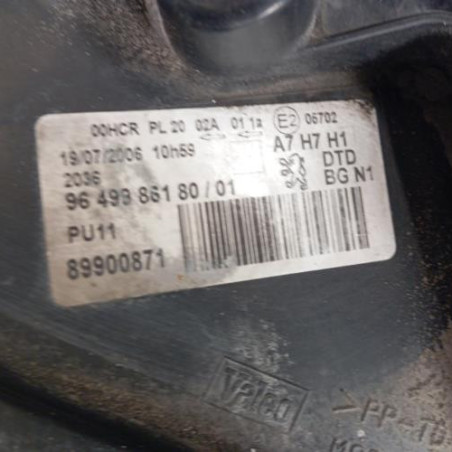 00HCR PL 20 02A 01 1a E2 05702
19/07/2006 10h59 A7 H7 H1
2036 DTD
96 499 861 80 / 01 BG N1
PU11
89900871
Valeo
>PP-TD